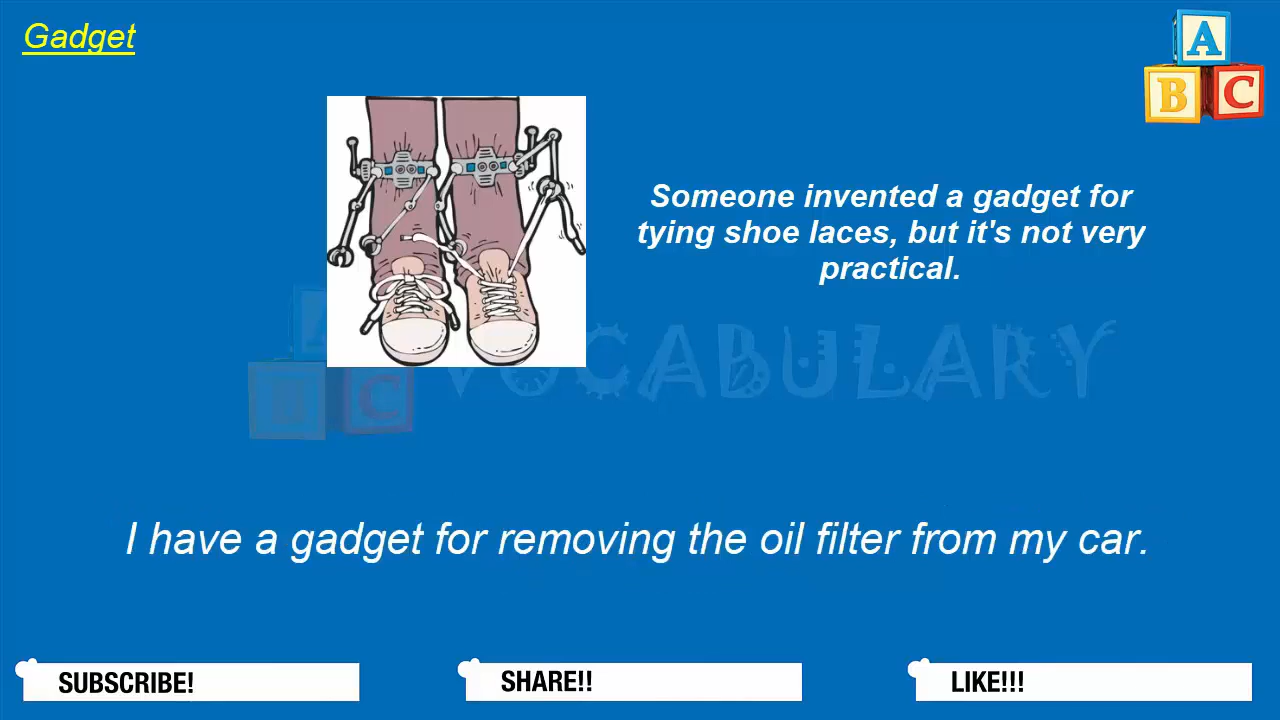 Gadget
A
B C
Someone invented a gadget for
tying shoe laces, but it's not very
practical.
A
B C
VOCABULARY
I have a gadget for removing the oil filter from my car.
SUBSCRIBE!
SHARE!!
LIKE!!!